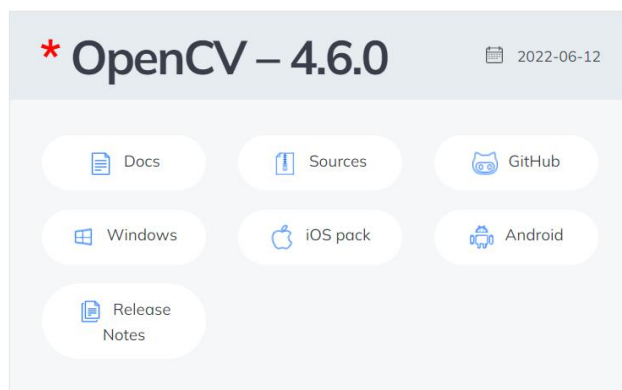 * OpenCV – 4.6.0
2022-06-12
Docs
Sources
GitHub
Windows
iOS pack
Android
Release
Notes